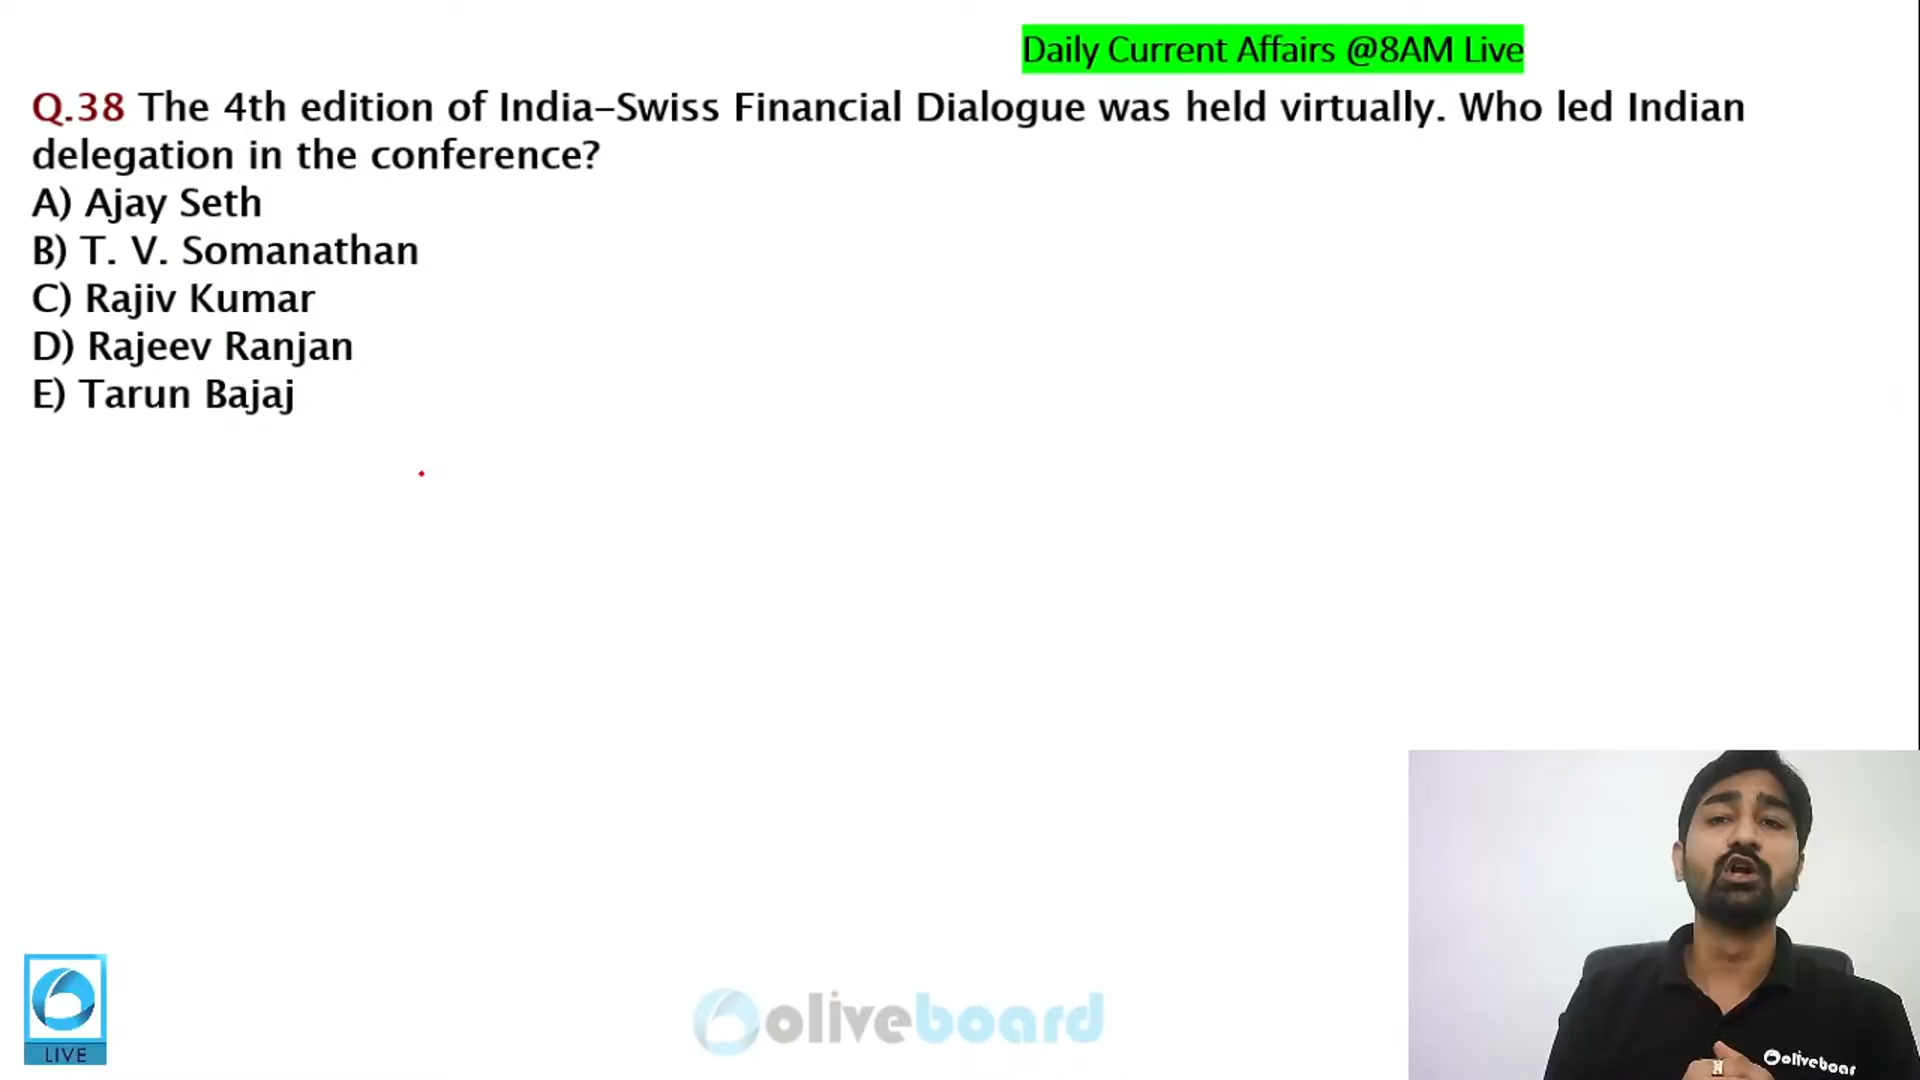 Daily Current Affairs @8AM Live
Q.38 The 4th edition of India-Swiss Financial Dialogue was held virtually. Who led Indian
delegation in the conference?
A) Ajay Seth
B) T. V. Somanathan
C) Rajiv Kumar
D) Rajeev Ranjan
E) Tarun Bajaj
LIVE
oliveboard
oliveboar